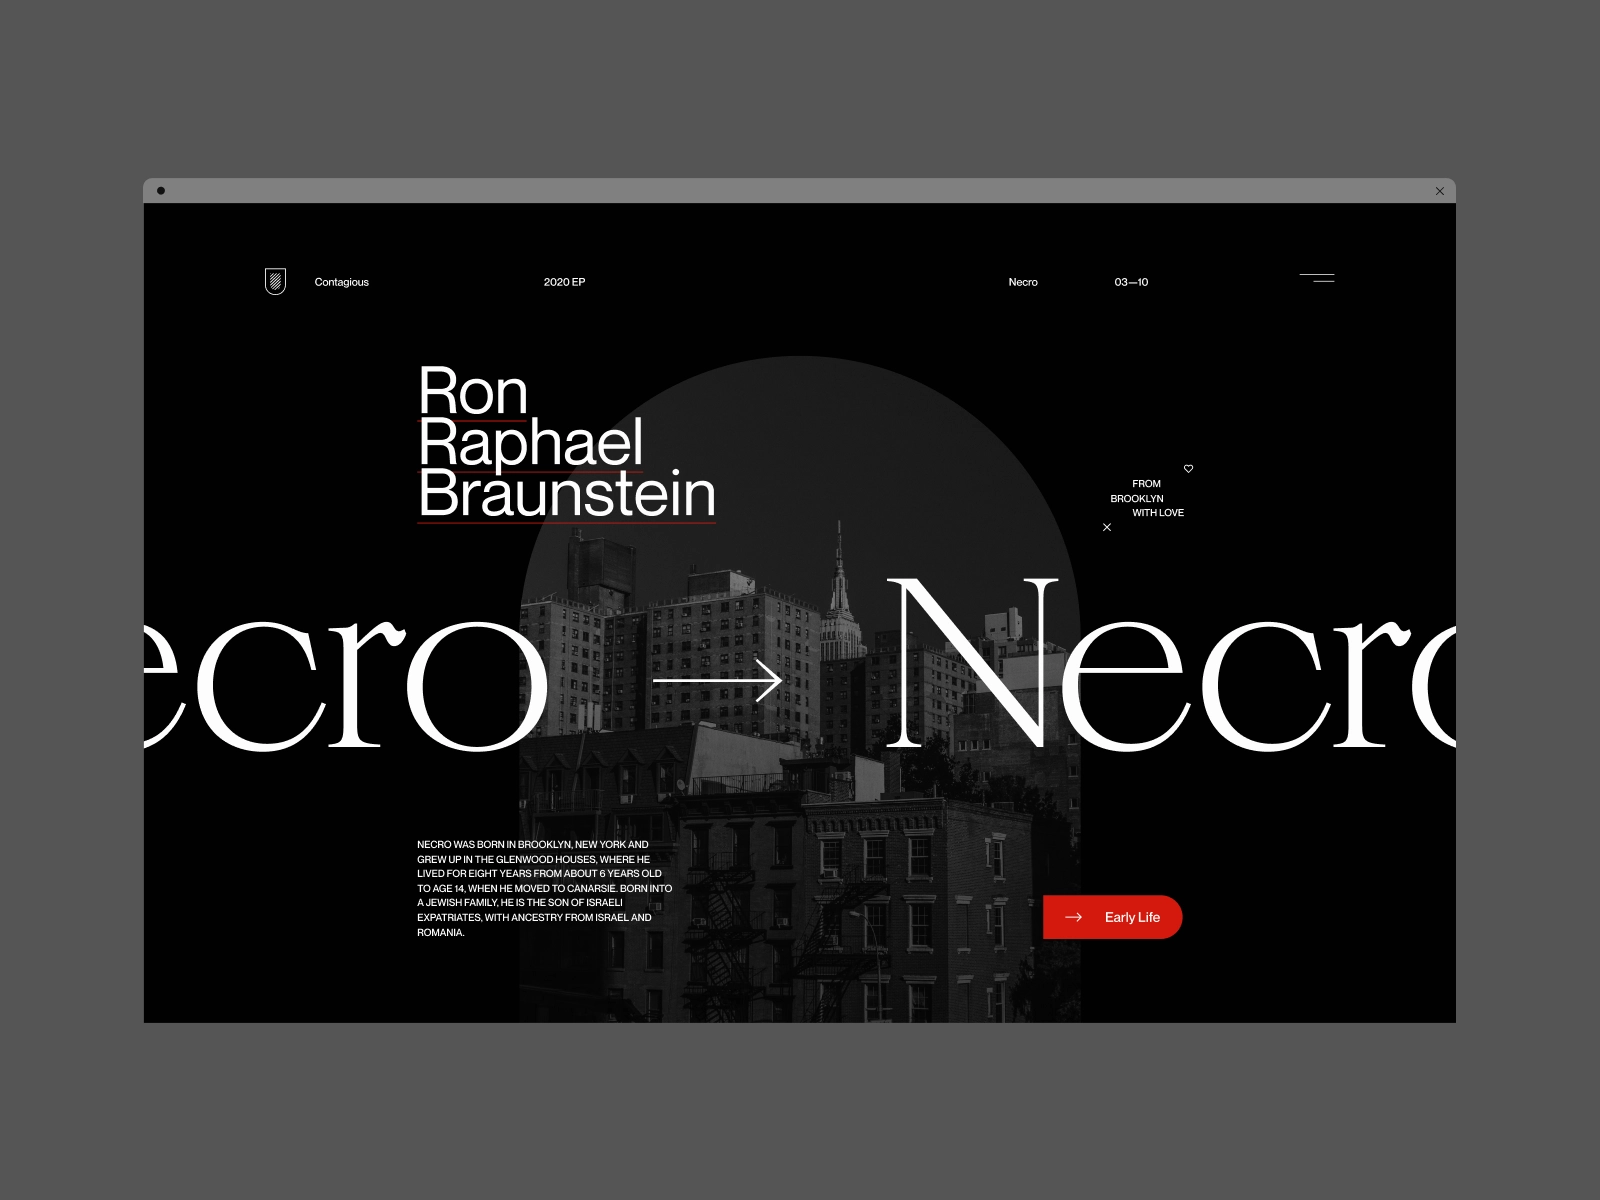 Contagious
2020 EP
Necro
03—10
Ron
Raphael
Braunstein
FROM
BROOKLYN
WITH LOVE
ecro → Necro
NECRO WAS BORN IN BROOKLYN, NEW YORK AND
GREW UP IN THE GLENWOOD HOUSES, WHERE HE
LIVED FOR EIGHT YEARS FROM ABOUT 6 YEARS OLD
TO AGE 14, WHEN HE MOVED TO CANARSIE. BORN INTO
A JEWISH FAMILY, HE IS THE SON OF ISRAELI
EXPATRIATES, WITH ANCESTRY FROM ISRAEL AND
ROMANIA.
→ Early Life